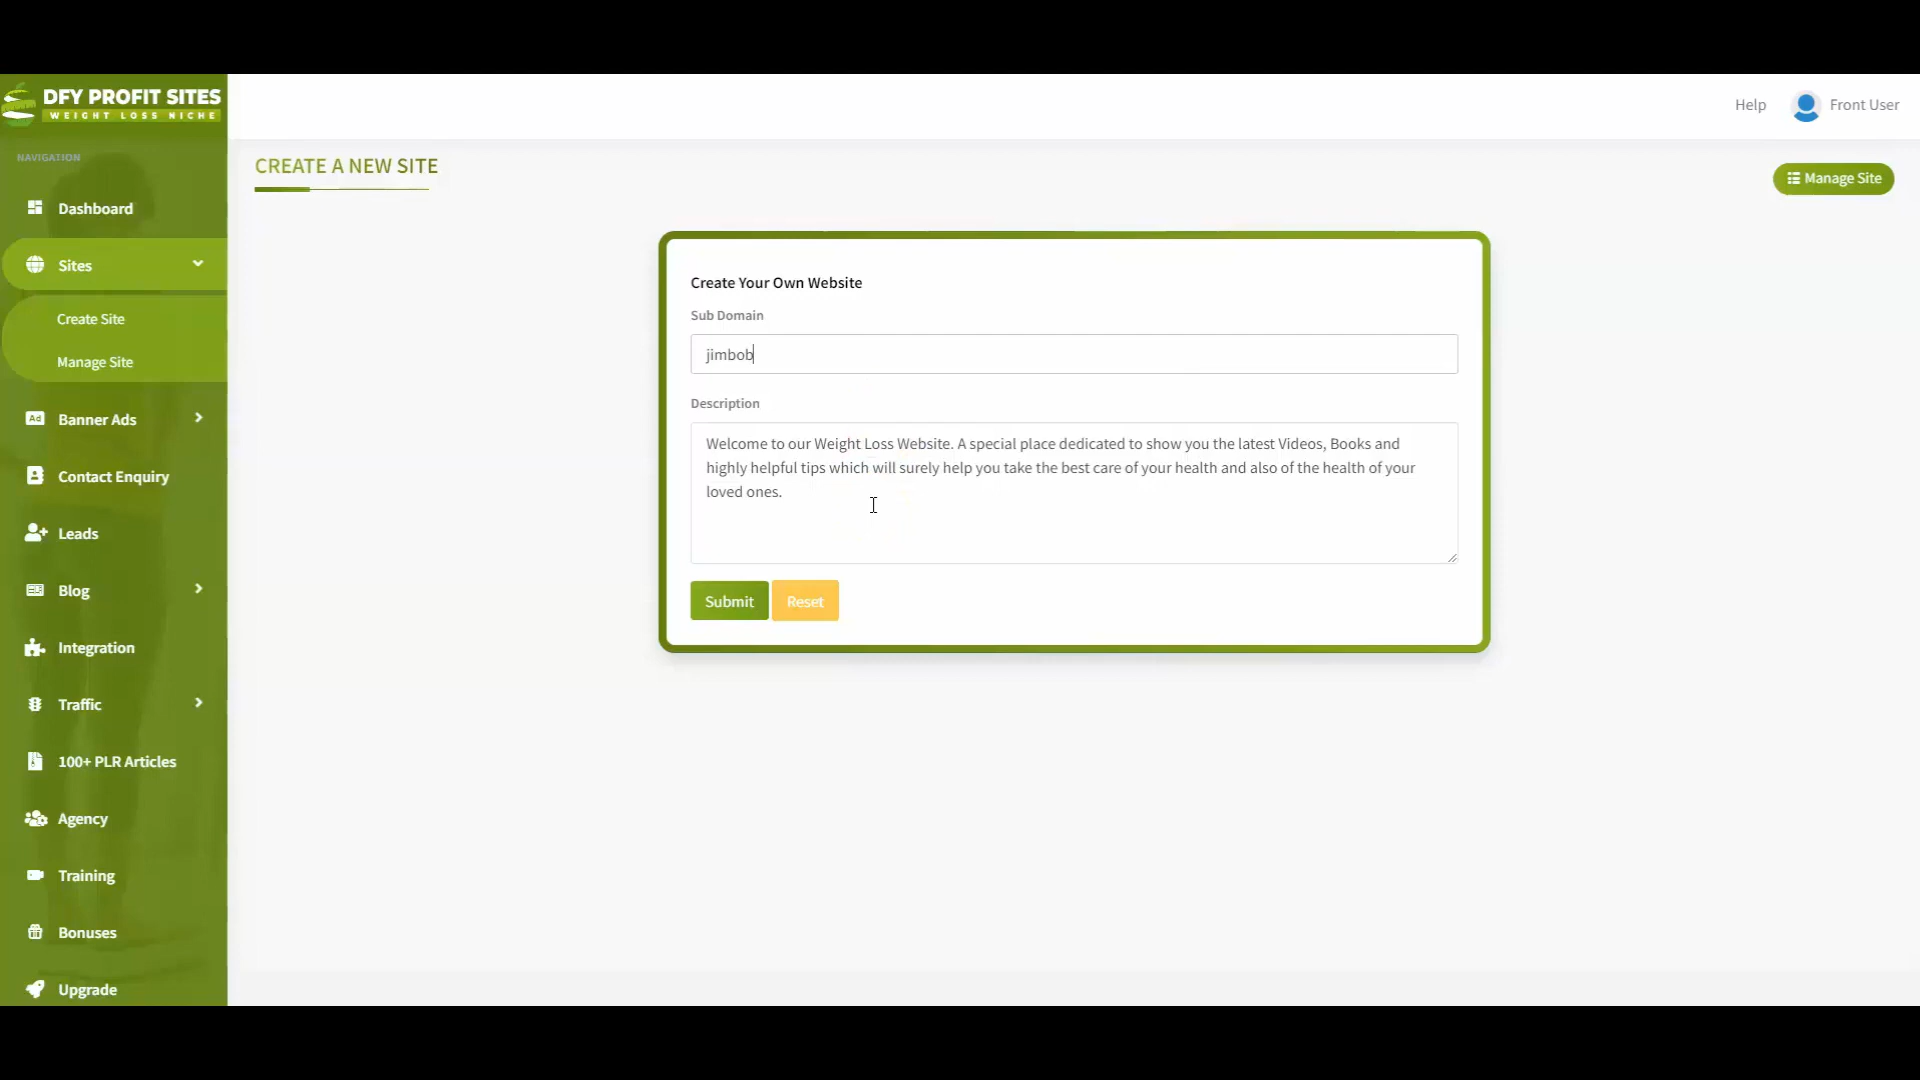 DFY PROFIT SITES
WEIGHT LOSS NICHE
Help
Front User
NAVIGATION
CREATE A NEW SITE
Manage Site
Dashboard
Sites
Create Site
Manage Site
Ad
Banner Ads
Contact Enquiry
Leads
Blog
Integration
Traffic
100+ PLR Articles
Agency
Training
Bonuses
Upgrade
Create Your Own Website
Sub Domain
jimbob
Description
Welcome to our Weight Loss Website. A special place dedicated to show you the latest Videos, Books and
highly helpful tips which will surely help you take the best care of your health and also of the health of your
loved ones.
Submit
Reset